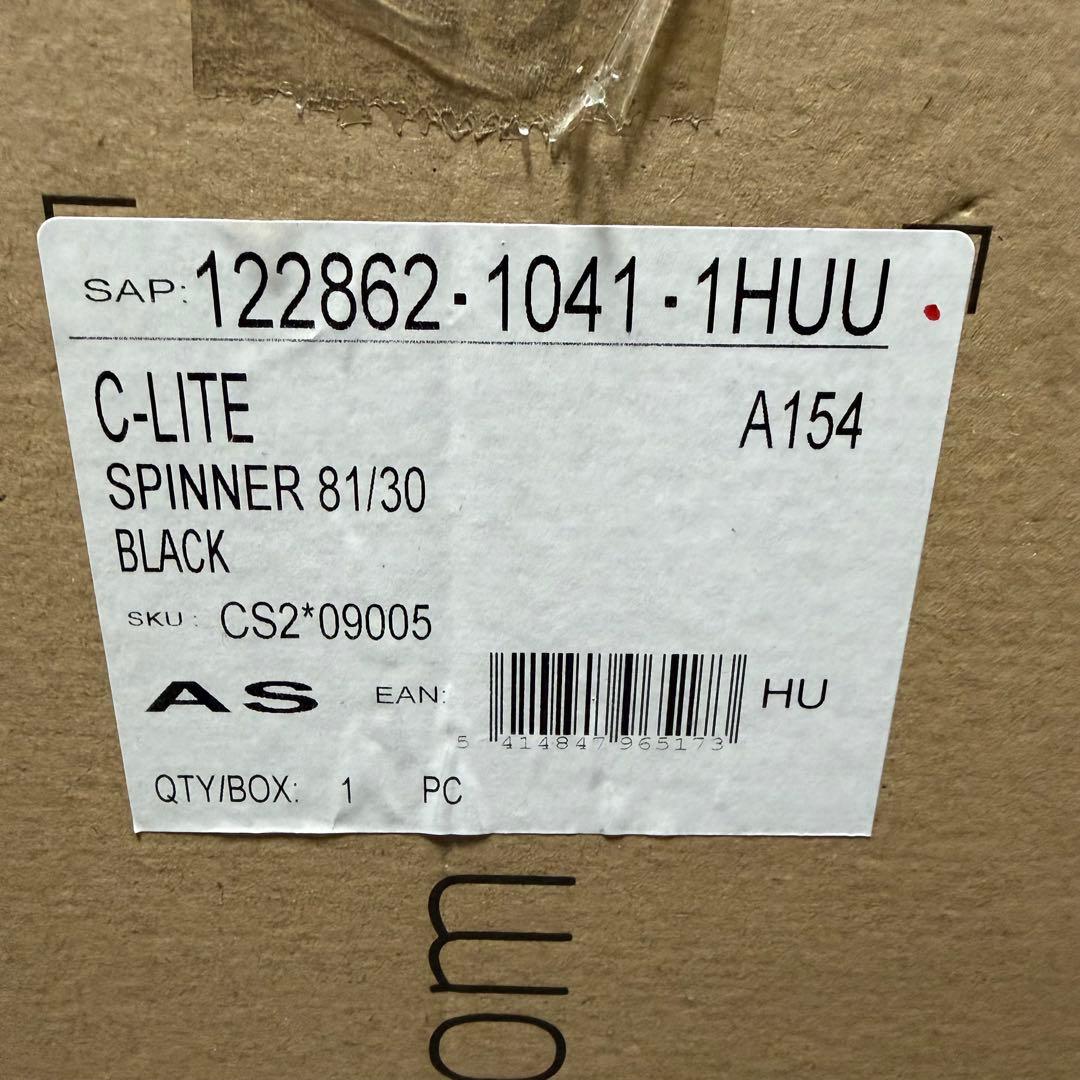 SAP: 122862-1041-1HUU
C-LITE A154
SPINNER 81/30
BLACK
SKU: CS2*09005
AS EAN: HU
5 414847 965173
QTY/BOX: 1 PC
om